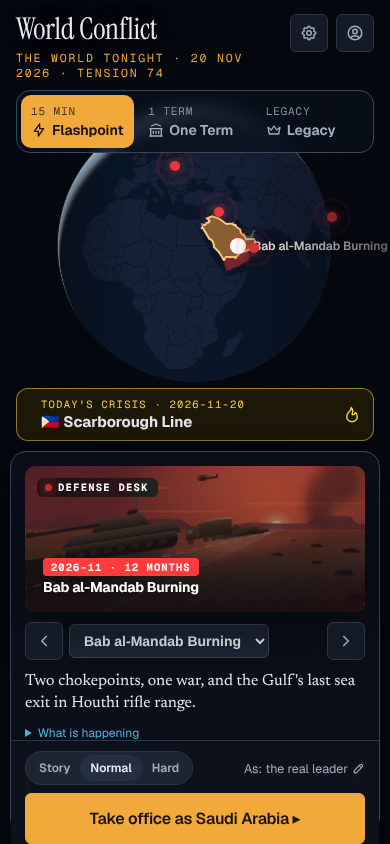 World Conflict
THE WORLD TONIGHT · 20 NOV
2026 · TENSION 74
15 MIN
Flashpoint
1 TERM
One Term
LEGACY
Legacy
Bab al-Mandab Burning
TODAY'S CRISIS · 2026-11-20
🇵🇭 Scarborough Line
DEFENSE DESK
2026-11 · 12 MONTHS
Bab al-Mandab Burning
Bab al-Mandab Burning
Two chokepoints, one war, and the Gulf's last sea
exit in Houthi rifle range.
▶ What is happening
Story Normal Hard
As: the real leader
Take office as Saudi Arabia ▸